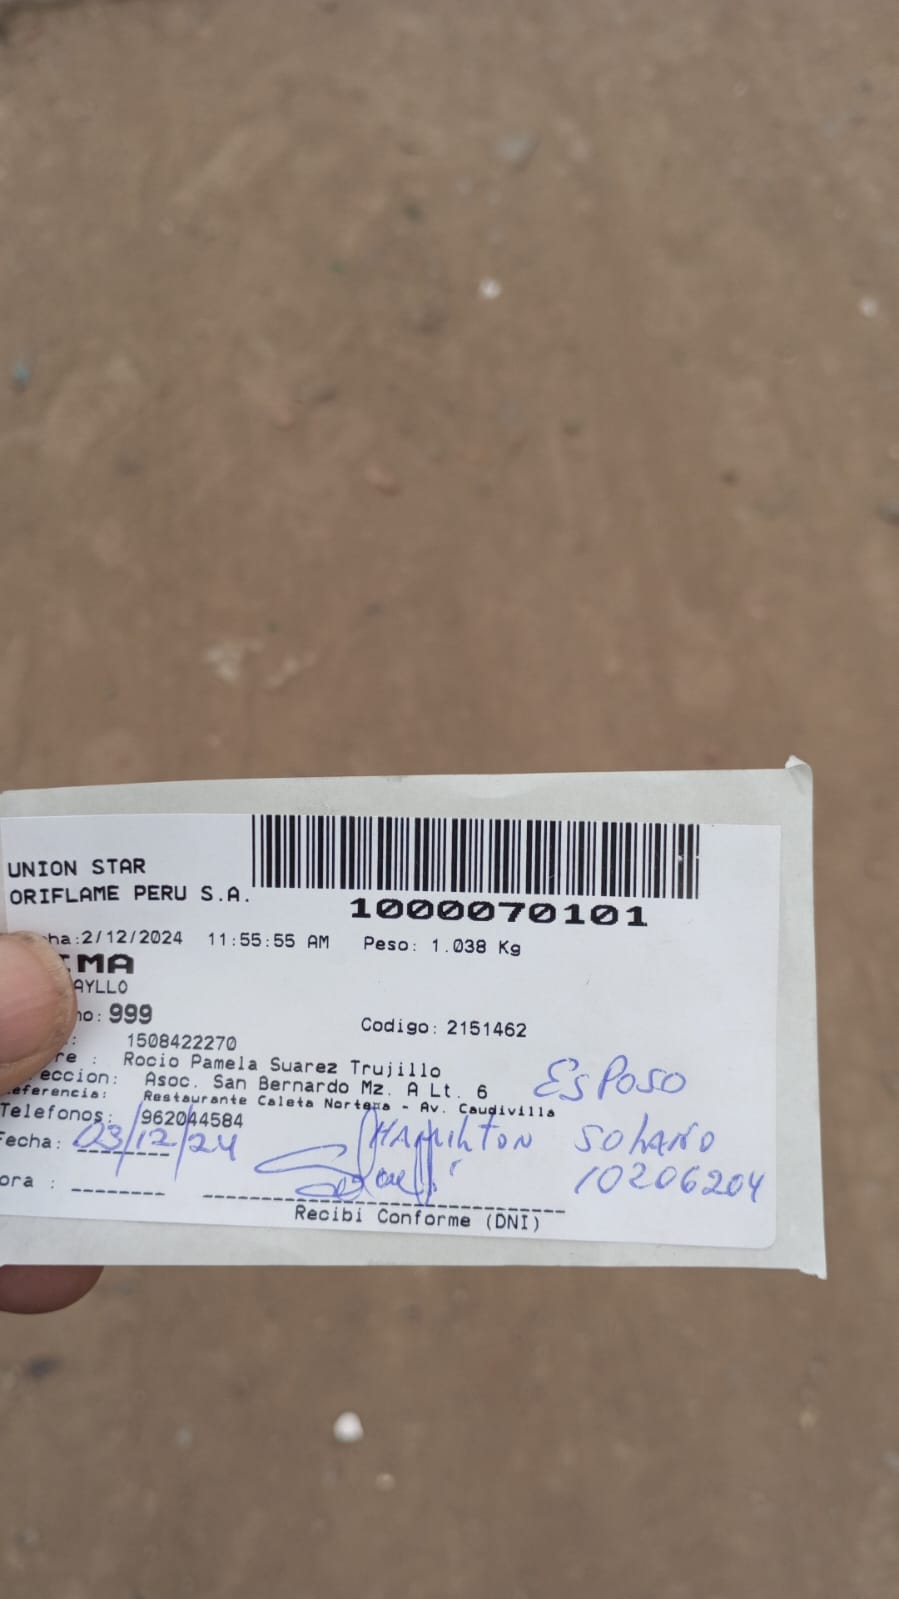 UNION STAR
ORIFLAME PERU S.A.
1000070101
ha:2/12/2024 11:55:55 AM Peso: 1.038 Kg
IMA
AYLLO
no: 999
Codigo: 2151462
: 1508422270
re : Rocio Pamela Suarez Trujillo
eccion: Asoc. San Bernardo Mz. A Lt. 6
ESPOSO
eferencia: Restaurante Caleta Norteña - Av. Caudivilla
Telefonos: 962044584
HAMILTON SOLANO
Fecha: 03/12/24
10206204
ora :
Recibi Conforme (DNI)